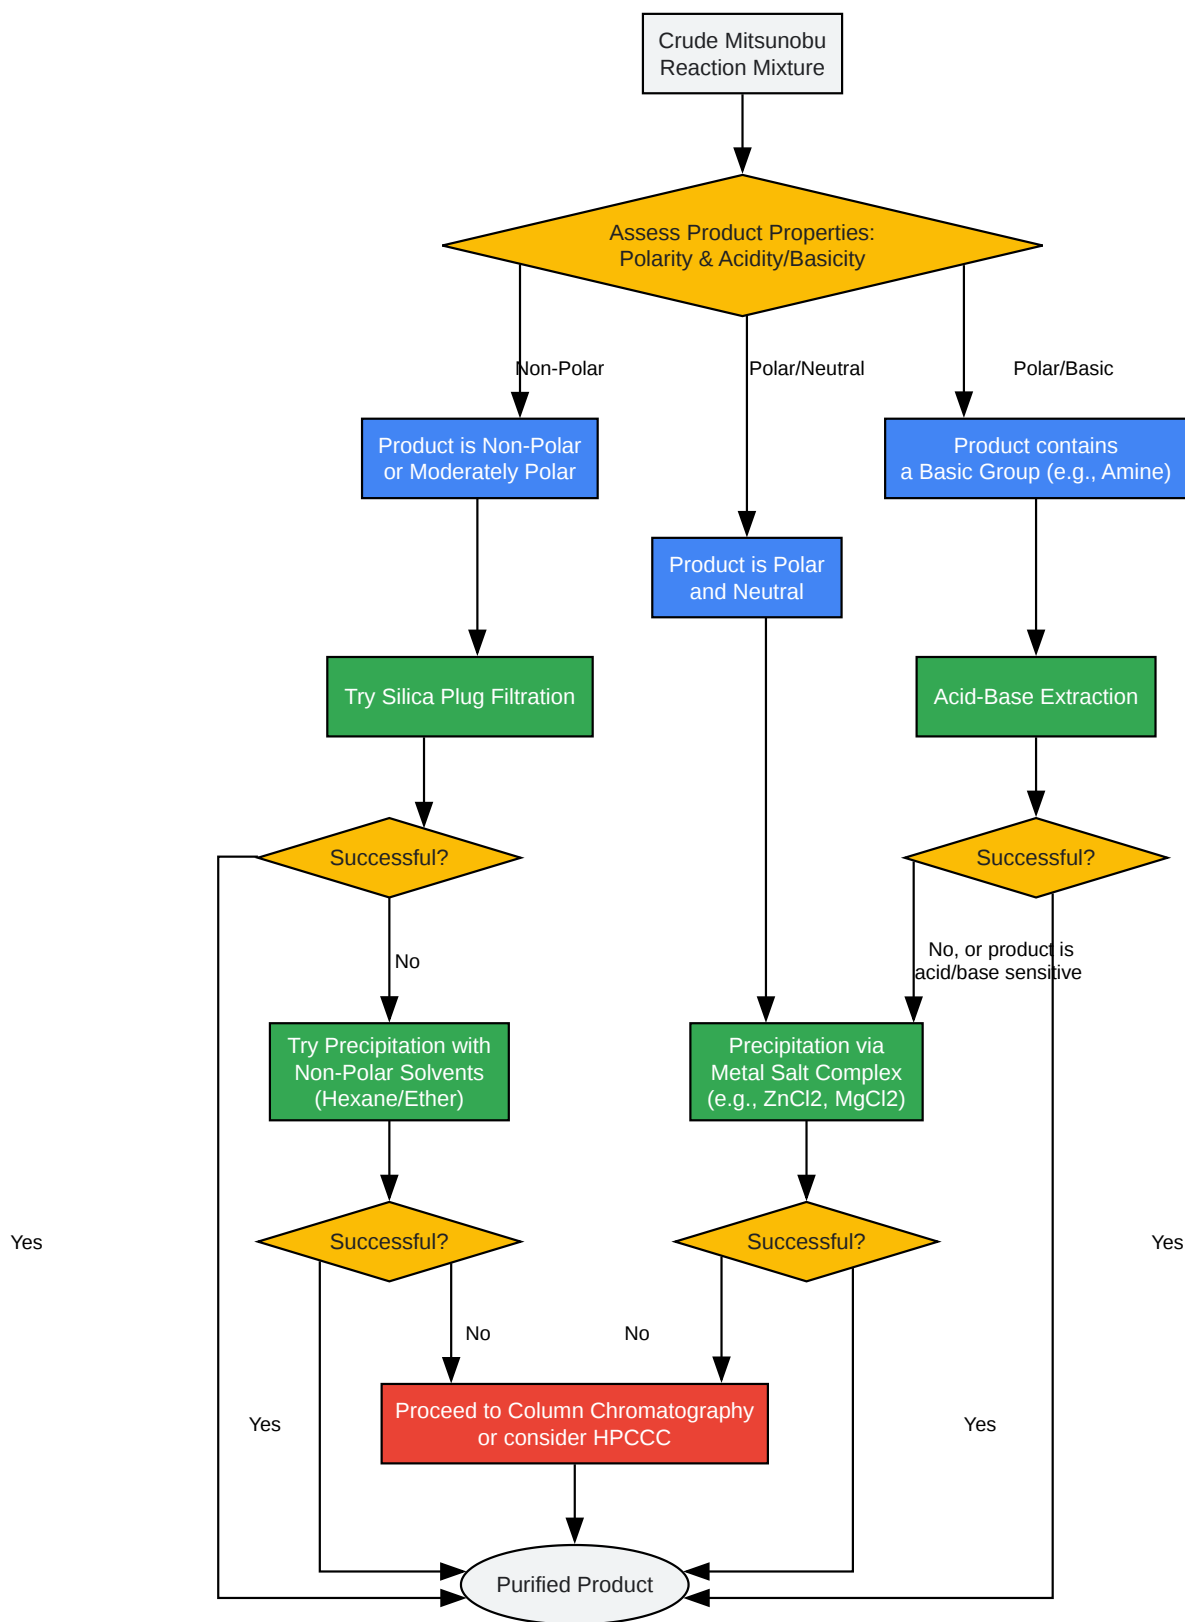 Crude Mitsunobu
Reaction Mixture
Assess Product Properties:
Polarity & Acidity/Basicity
Non-Polar
Polar/Neutral
Polar/Basic
Product is Non-Polar
or Moderately Polar
Product contains
a Basic Group (e.g., Amine)
Product is Polar
and Neutral
Try Silica Plug Filtration
Acid-Base Extraction
Successful?
Successful?
No
No, or product is
acid/base sensitive
Try Precipitation with
Non-Polar Solvents
(Hexane/Ether)
Precipitation via
Metal Salt Complex
(e.g., ZnCl2, MgCl2)
Yes
Successful?
Successful?
Yes
No
No
Proceed to Column Chromatography
or consider HPCCC
Yes
Yes
Purified Product